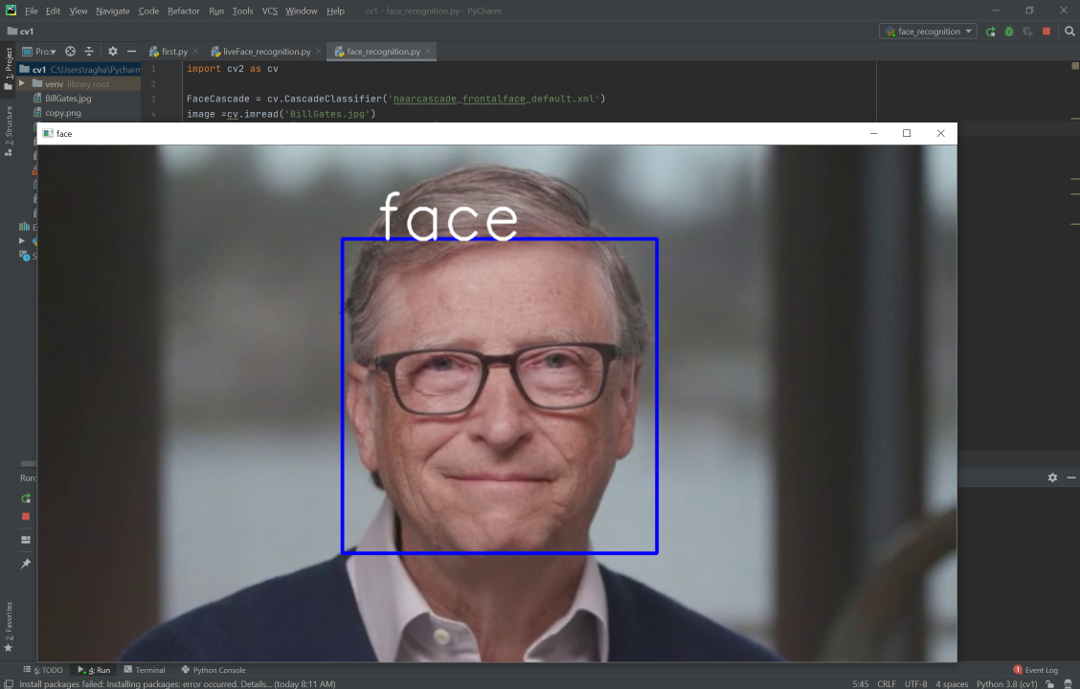 File Edit View Navigate Code Refactor Run Tools VCS Window Help cv1 - face_recognition.py - PyCharm
cv1 face_recognition
Pro. first.py liveFace_recognition.py face_recognition.py
1: Project
cv1 C:\Users\ragha\Pycharm 1 import cv2 as cv
venv library root 2
BillGates.jpg 3 FaceCascade = cv.CascadeClassifier('haarcascade_frontalface_default.xml')
copy.png 4 image =cv.imread('BillGates.jpg')
Z: Structure
face
face
Run:
2: Favorites
6: TODO 4: Run Terminal Python Console 1 Event Log
Install packages failed: Installing packages: error occurred. Details... (today 8:11 AM) 5:45 CRLF UTF-8 4 spaces Python 3.8 (cv1)